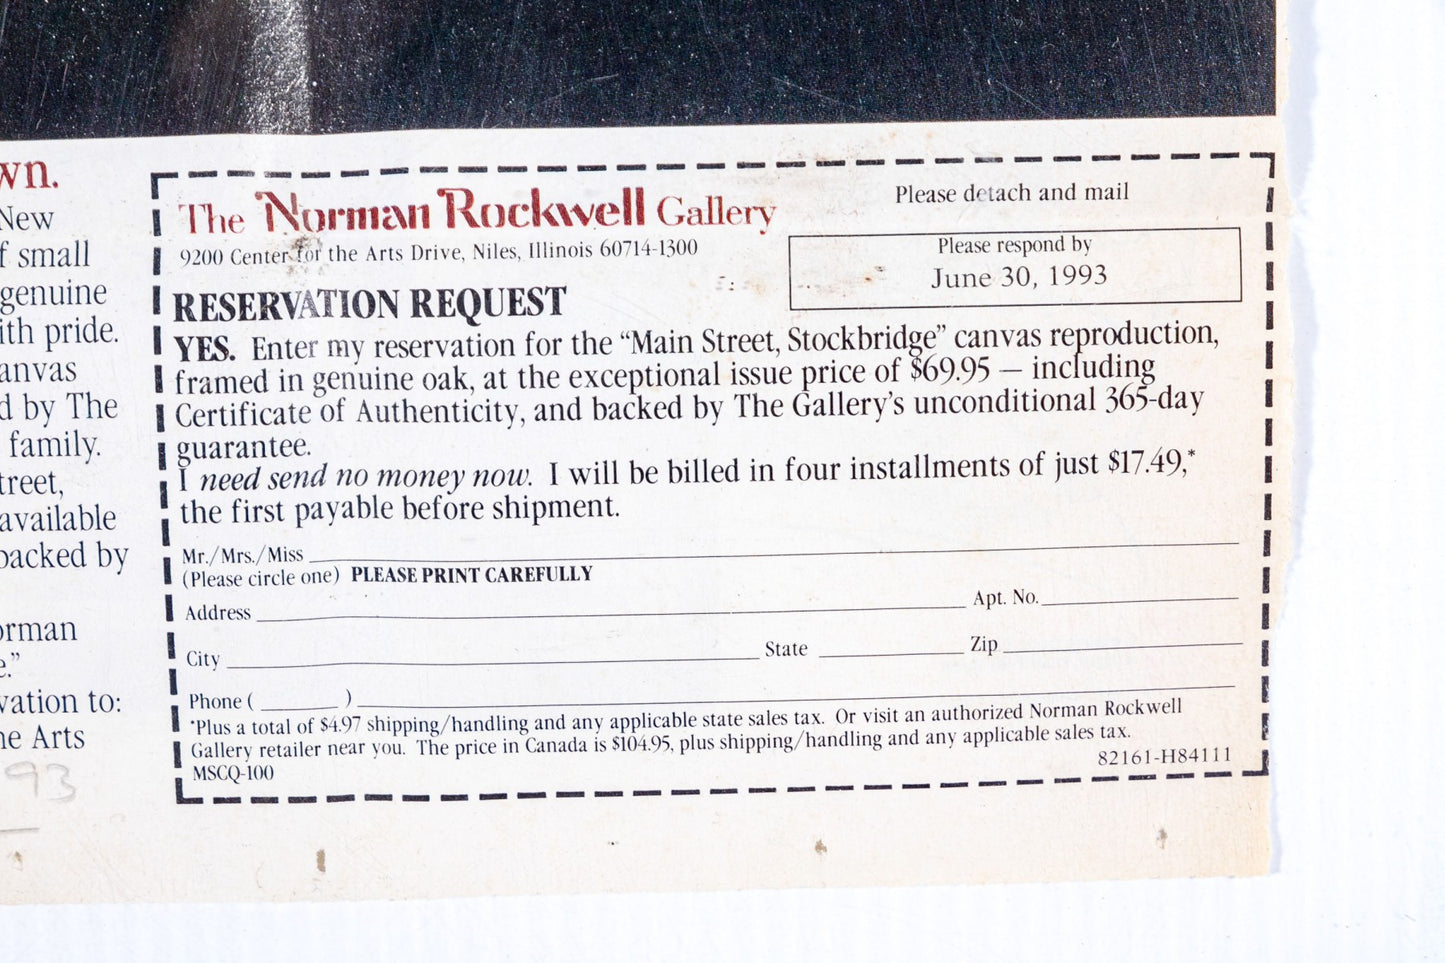 wn.
New
f small
genuine
ith pride.
anvas
d by The
family.
treet,
available
backed by
orman
e."
vation to:
he Arts
93
The Norman Rockwell Gallery
9200 Center for the Arts Drive, Niles, Illinois 60714-1300
Please detach and mail
Please respond by
June 30, 1993
RESERVATION REQUEST
YES. Enter my reservation for the “Main Street, Stockbridge” canvas reproduction,
framed in genuine oak, at the exceptional issue price of $69.95 — including
Certificate of Authenticity, and backed by The Gallery’s unconditional 365-day
guarantee.
I need send no money now. I will be billed in four installments of just $17.49,*
the first payable before shipment.
Mr./Mrs./Miss
(Please circle one) PLEASE PRINT CAREFULLY
Address Apt. No.
City State Zip
Phone ( )
*Plus a total of $4.97 shipping/handling and any applicable state sales tax. Or visit an authorized Norman Rockwell
Gallery retailer near you. The price in Canada is $104.95, plus shipping/handling and any applicable sales tax.
MSCQ-100 82161-H84111